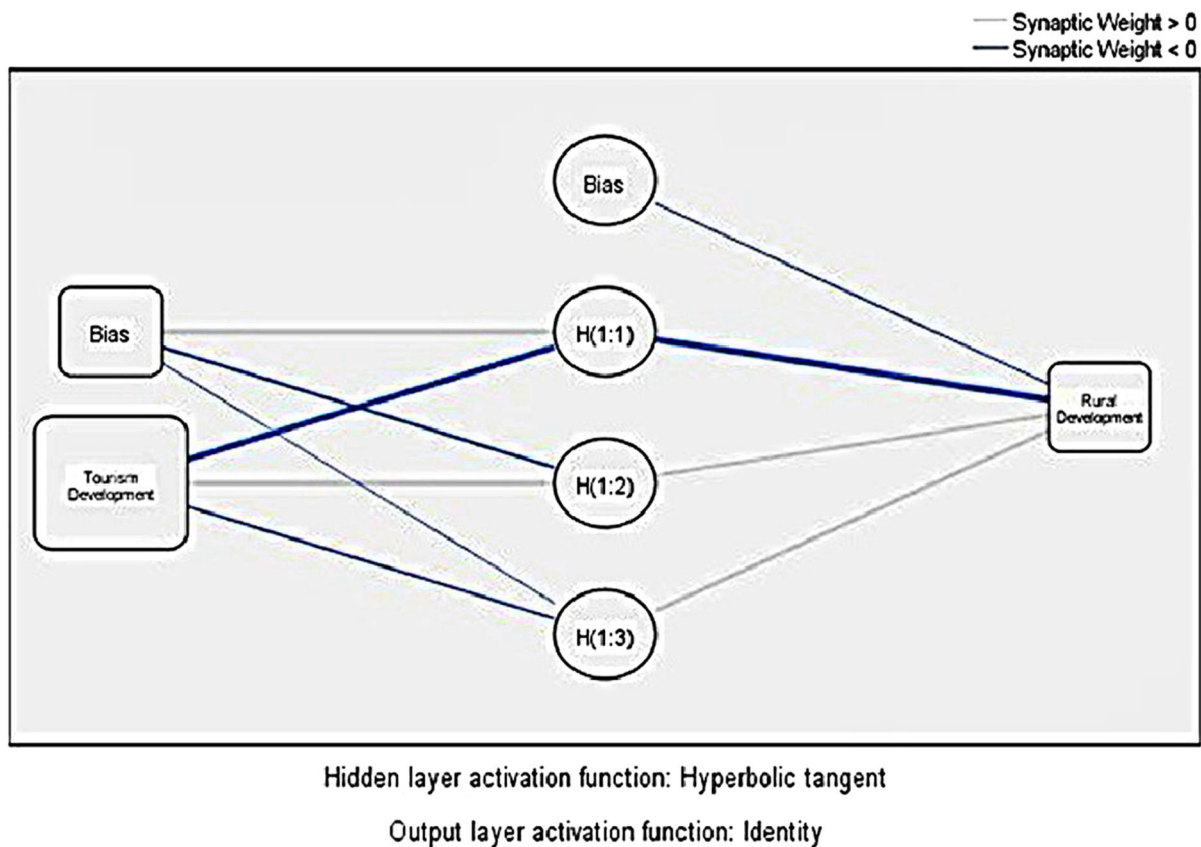 Synaptic Weight > 0
Synaptic Weight < 0
Bias
Bias
H(1:1)
Rural
Development
Tourism
Development
H(1:2)
H(1:3)
Hidden layer activation function: Hyperbolic tangent
Output layer activation function: Identity